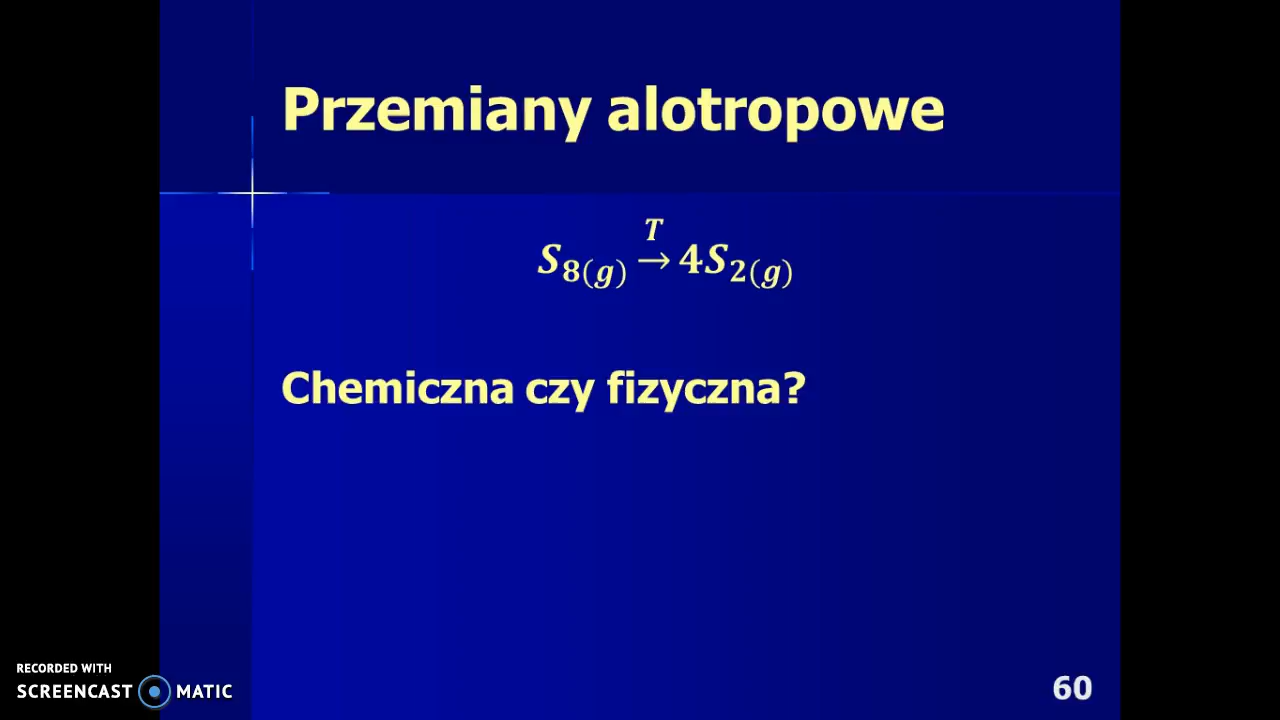 Przemiany alotropowe
S₈₍g₎ →ᵀ 4S₂₍g₎
Chemiczna czy fizyczna?
RECORDED WITH
SCREENCAST MATIC
60